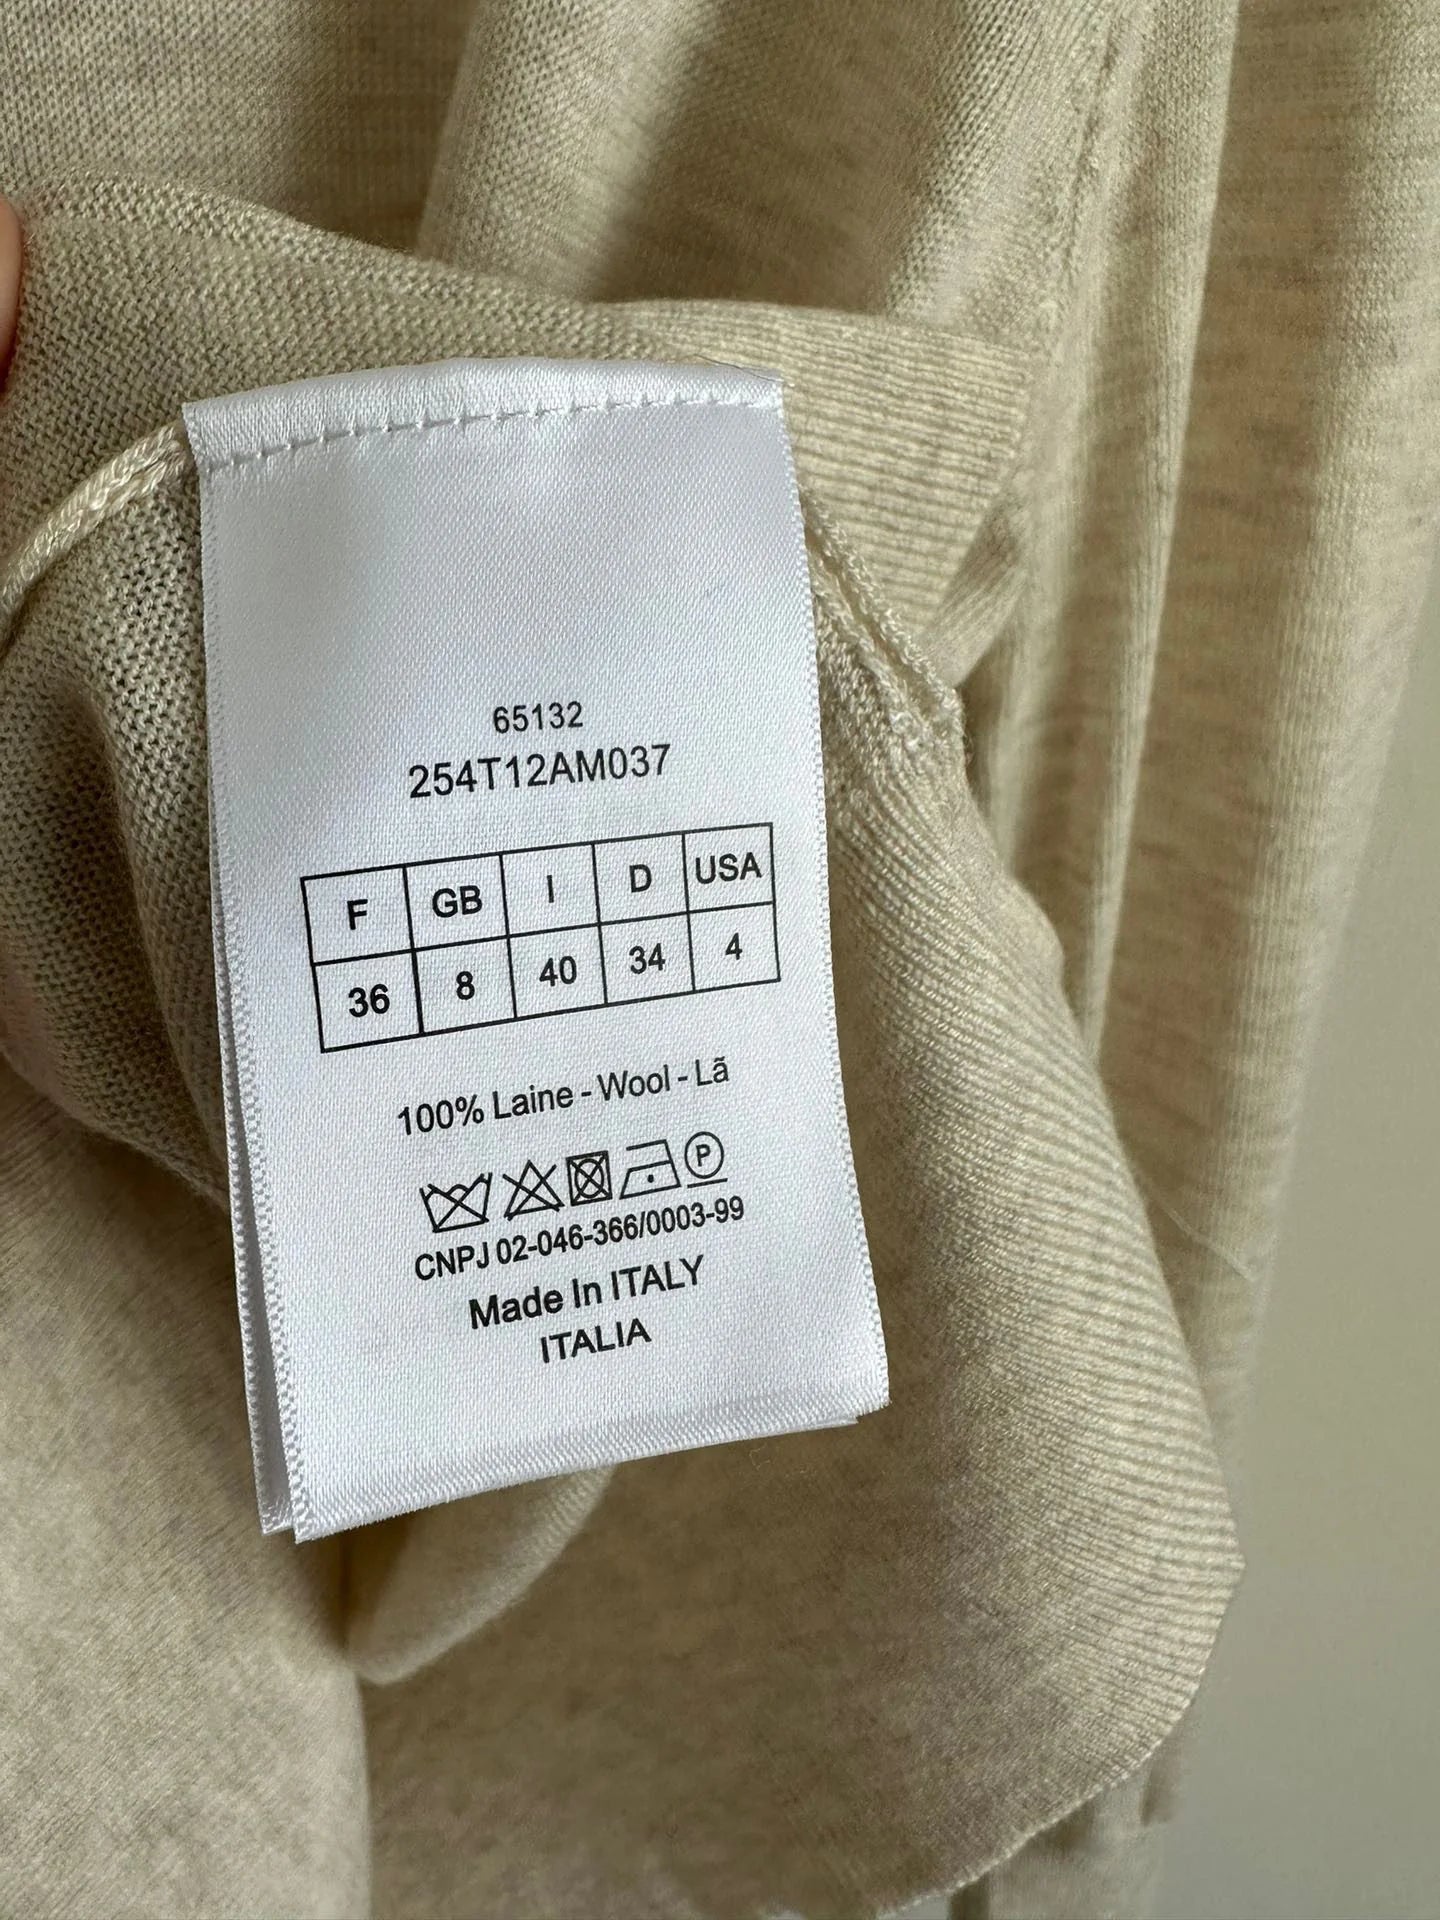 65132
254T12AM037
F GB I D USA
36 8 40 34 4
100% Laine - Wool - Lã
P
CNPJ 02-046-366/0003-99
Made In ITALY
ITALIA